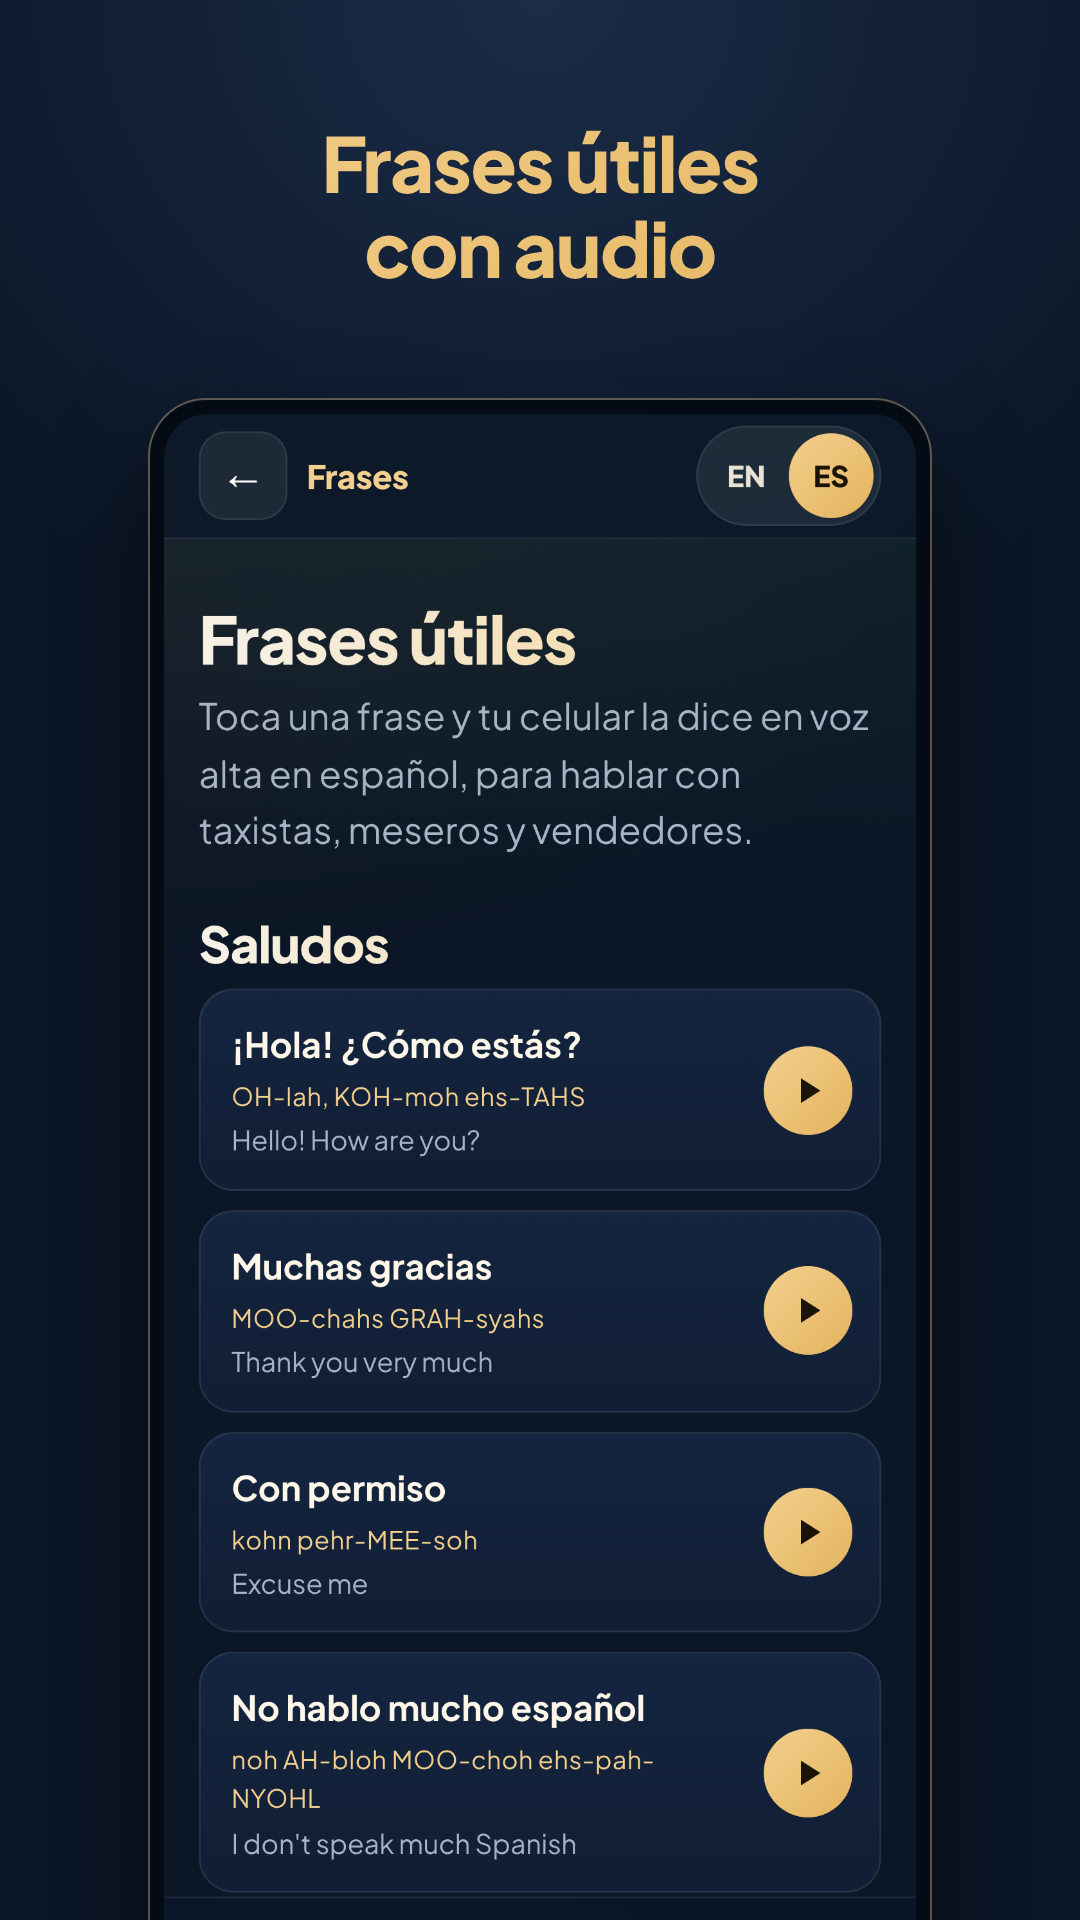 Frases útiles
con audio
←
Frases
EN
ES
Frases útiles
Toca una frase y tu celular la dice en voz
alta en español, para hablar con
taxistas, meseros y vendedores.
Saludos
¡Hola! ¿Cómo estás?
OH-lah, KOH-moh ehs-TAHS
Hello! How are you?
Muchas gracias
MOO-chahs GRAH-syahs
Thank you very much
Con permiso
kohn pehr-MEE-soh
Excuse me
No hablo mucho español
noh AH-bloh MOO-choh ehs-pah-
NYOHL
I don't speak much Spanish